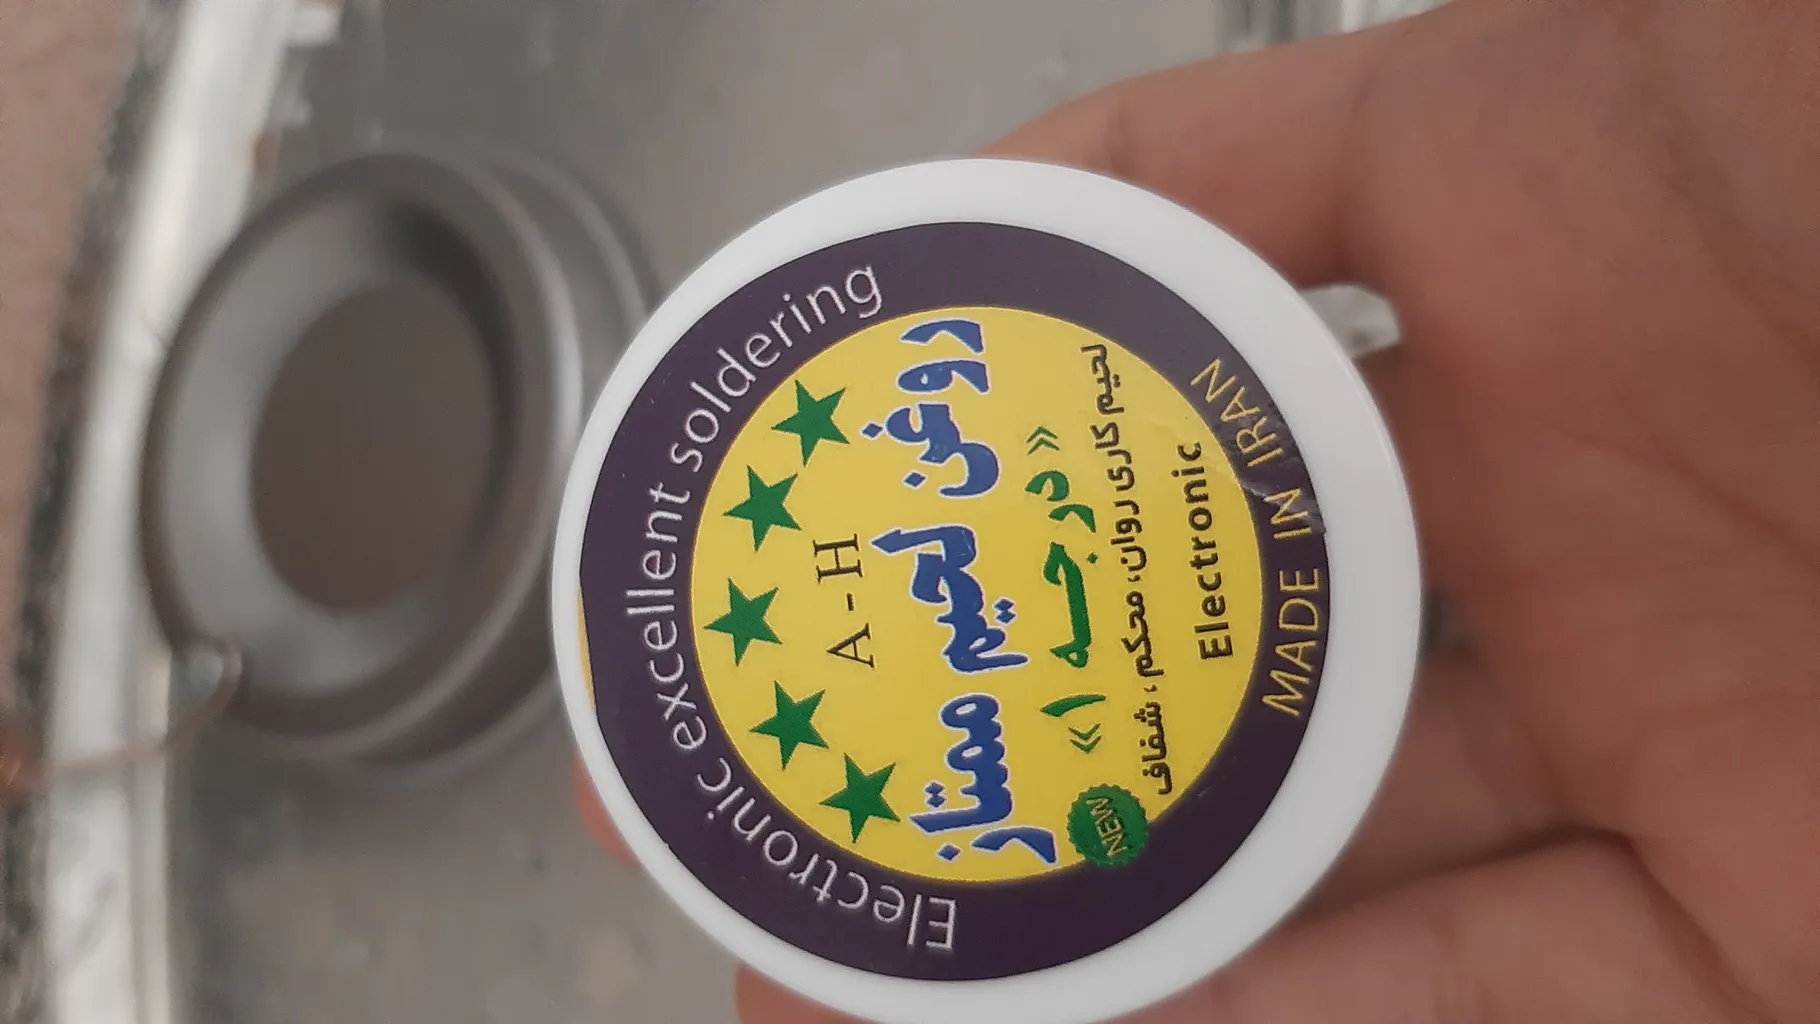 Electronic excellent soldering
A-H
روغن لحیم ممتاز
«درجه ۱»
لحیم کاری روان، محکم، شفاف
Electronic
NEW
MADE IN IRAN